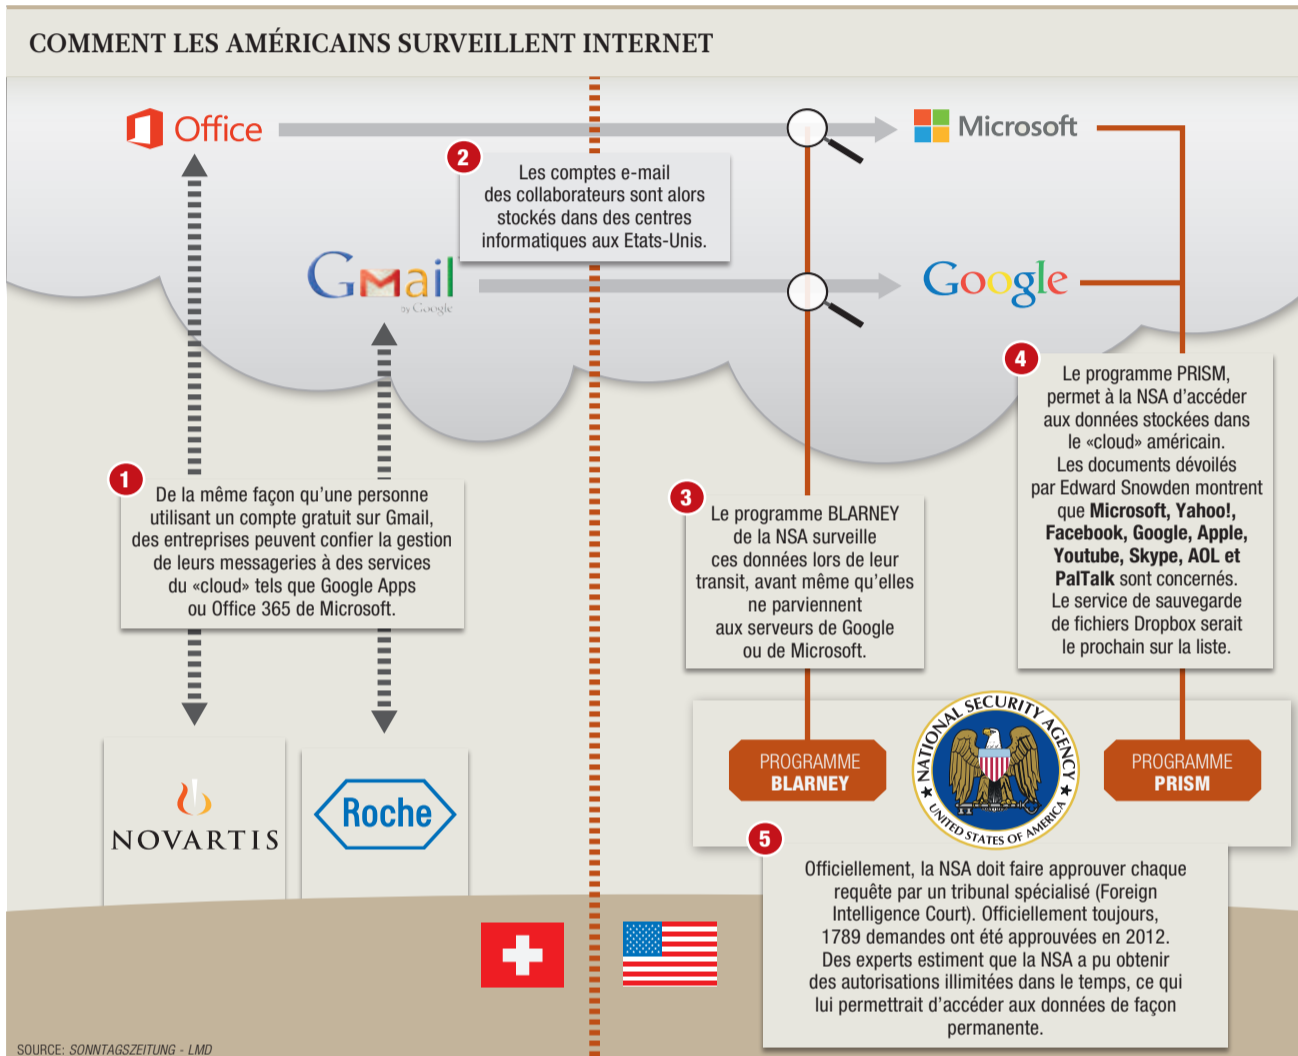 COMMENT LES AMÉRICAINS SURVEILLENT INTERNET
Office
Microsoft
2
Les comptes e-mail
des collaborateurs sont alors
stockés dans des centres
informatiques aux Etats-Unis.
Gmail
by Google
Google
1
De la même façon qu'une personne
utilisant un compte gratuit sur Gmail,
des entreprises peuvent confier la gestion
de leurs messageries à des services
du «cloud» tels que Google Apps
ou Office 365 de Microsoft.
3
Le programme BLARNEY
de la NSA surveille
ces données lors de leur
transit, avant même qu'elles
ne parviennent
aux serveurs de Google
ou de Microsoft.
4
Le programme PRISM,
permet à la NSA d'accéder
aux données stockées dans
le «cloud» américain.
Les documents dévoilés
par Edward Snowden montrent
que Microsoft, Yahoo!,
Facebook, Google, Apple,
Youtube, Skype, AOL et
PalTalk sont concernés.
Le service de sauvegarde
de fichiers Dropbox serait
le prochain sur la liste.
NOVARTIS
Roche
PROGRAMME
BLARNEY
NATIONAL SECURITY AGENCY
UNITED STATES OF AMERICA
PROGRAMME
PRISM
5
Officiellement, la NSA doit faire approuver chaque
requête par un tribunal spécialisé (Foreign
Intelligence Court). Officiellement toujours,
1789 demandes ont été approuvées en 2012.
Des experts estiment que la NSA a pu obtenir
des autorisations illimitées dans le temps, ce qui
lui permettrait d'accéder aux données de façon
permanente.
SOURCE: SONNTAGSZEITUNG - LMD